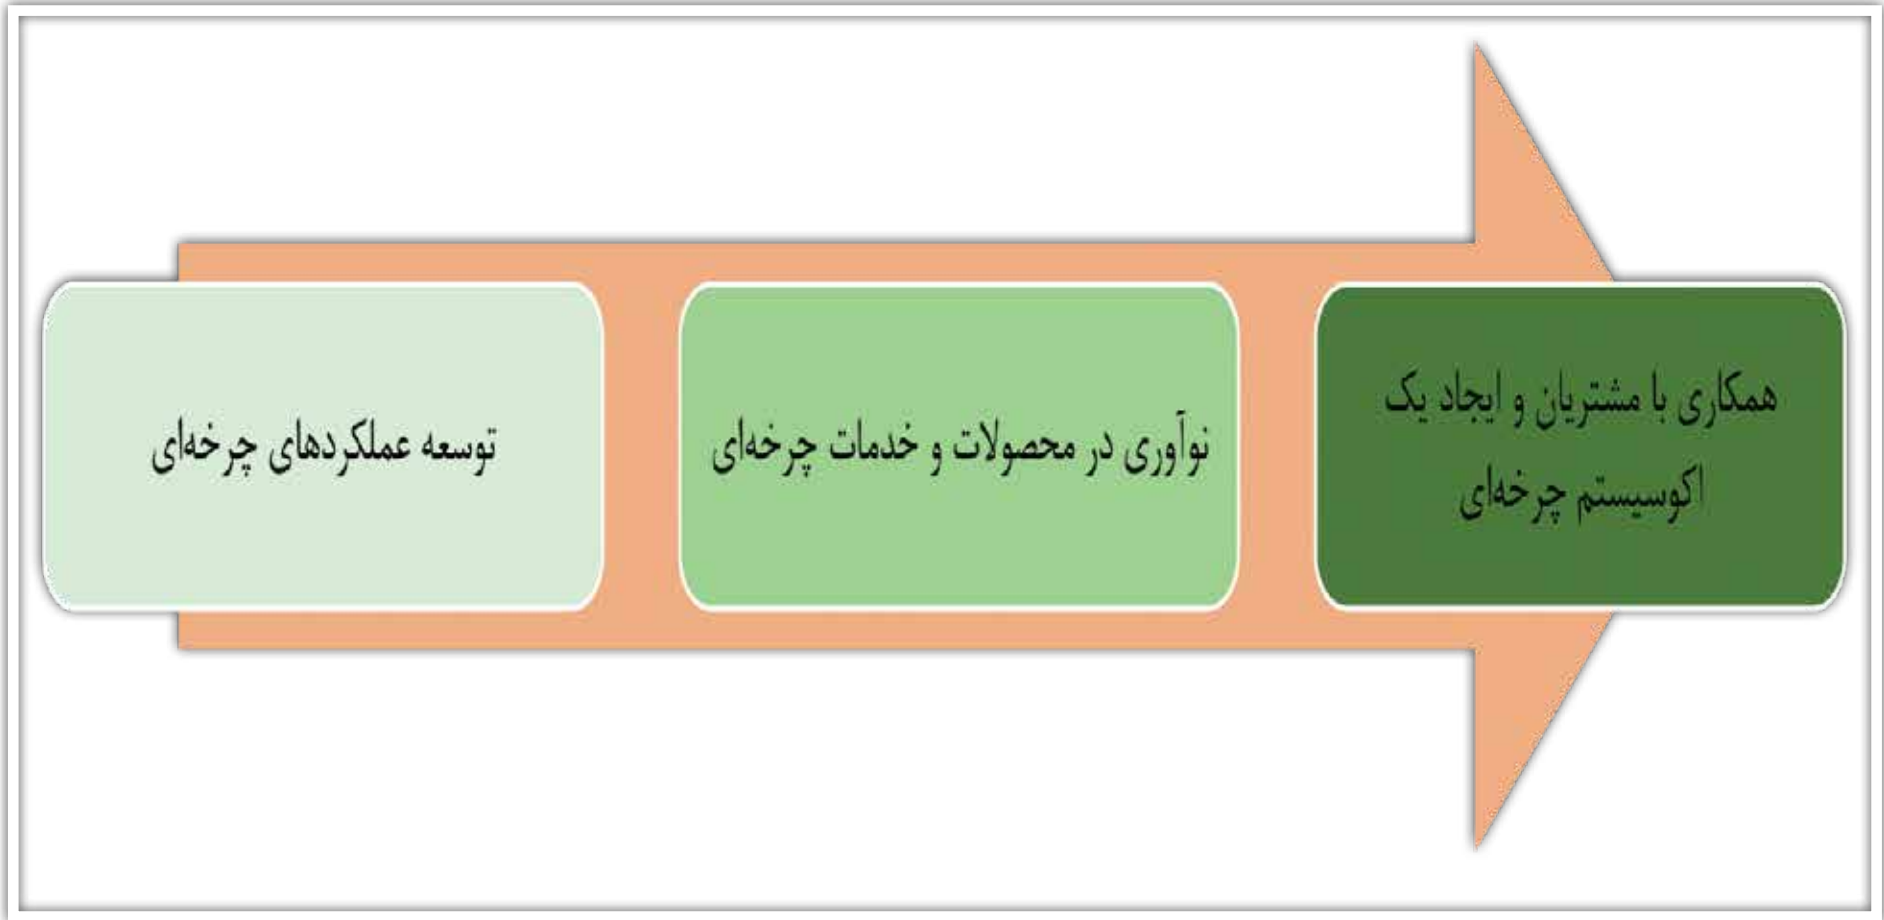 توسعه عملکردهای چرخه‌ای
نوآوری در محصولات و خدمات چرخه‌ای
همکاری با مشتریان و ایجاد یک
اکوسیستم چرخه‌ای